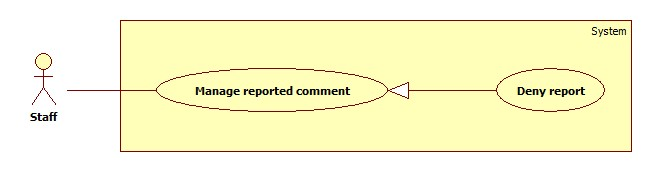 System
Staff
Manage reported comment
Deny report